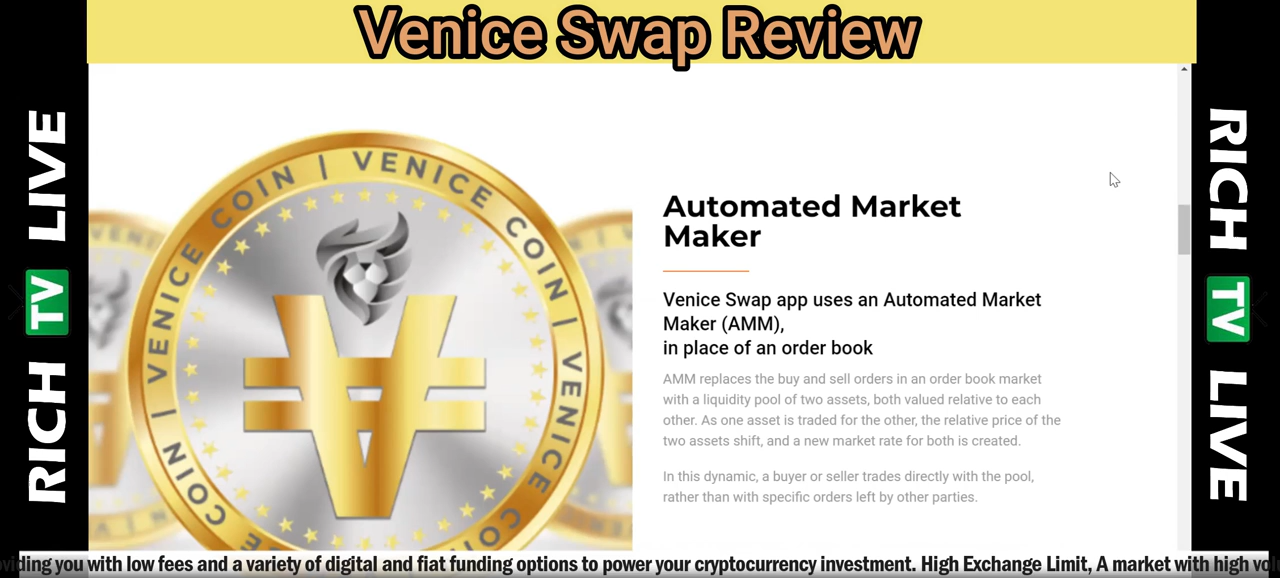 Venice Swap Review
RICH TV LIVE
VENICE COIN | VENICE COIN | VENICE
COIN
COIN
Automated Market
Maker
Venice Swap app uses an Automated Market
Maker (AMM),
in place of an order book
AMM replaces the buy and sell orders in an order book market
with a liquidity pool of two assets, both valued relative to each
other. As one asset is traded for the other, the relative price of the
two assets shift, and a new market rate for both is created.
In this dynamic, a buyer or seller trades directly with the pool,
rather than with specific orders left by other parties.
RICH TV LIVE
you with low fees and a variety of digital and fiat funding options to power your cryptocurrency investment. High Exchange Limit, A market with high